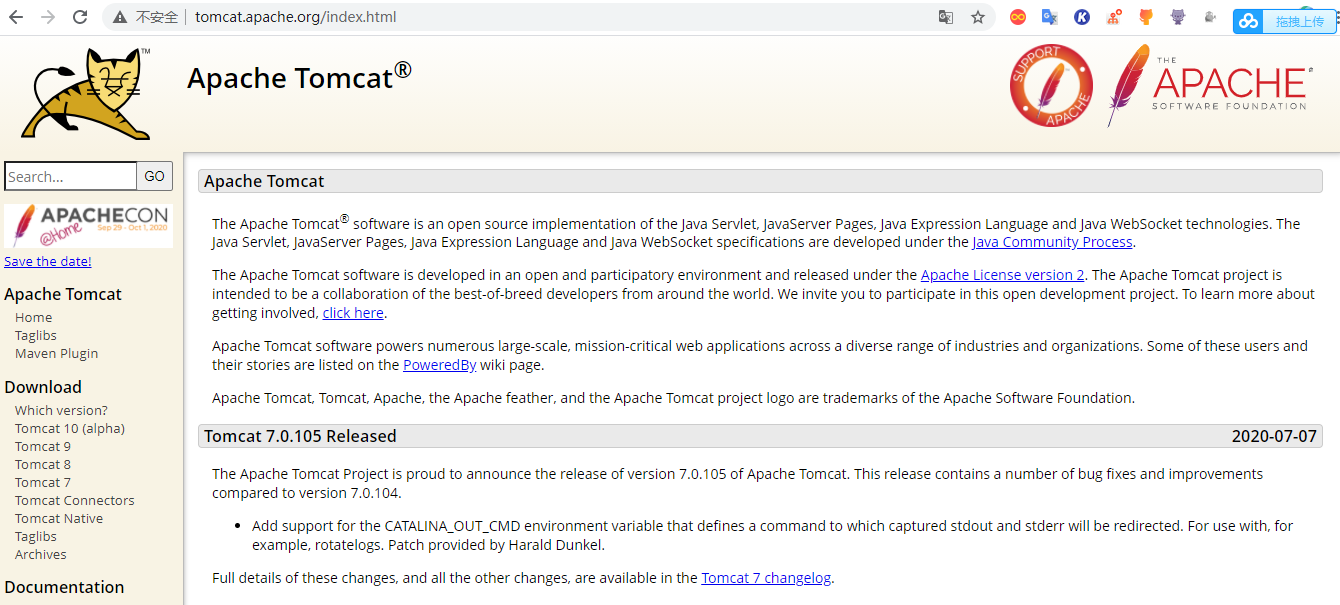 不安全 | tomcat.apache.org/index.html
拖拽上传
TM
Apache Tomcat®
SUPPORT APACHE
THE
APACHE
SOFTWARE FOUNDATION
Search...
GO
APACHECON
@Home
Sep 29 - Oct 1, 2020
Save the date!
Apache Tomcat
Home
Taglibs
Maven Plugin
Download
Which version?
Tomcat 10 (alpha)
Tomcat 9
Tomcat 8
Tomcat 7
Tomcat Connectors
Tomcat Native
Taglibs
Archives
Documentation
Apache Tomcat
The Apache Tomcat® software is an open source implementation of the Java Servlet, JavaServer Pages, Java Expression Language and Java WebSocket technologies. The
Java Servlet, JavaServer Pages, Java Expression Language and Java WebSocket specifications are developed under the Java Community Process.
The Apache Tomcat software is developed in an open and participatory environment and released under the Apache License version 2. The Apache Tomcat project is
intended to be a collaboration of the best-of-breed developers from around the world. We invite you to participate in this open development project. To learn more about
getting involved, click here.
Apache Tomcat software powers numerous large-scale, mission-critical web applications across a diverse range of industries and organizations. Some of these users and
their stories are listed on the PoweredBy wiki page.
Apache Tomcat, Tomcat, Apache, the Apache feather, and the Apache Tomcat project logo are trademarks of the Apache Software Foundation.
Tomcat 7.0.105 Released 2020-07-07
The Apache Tomcat Project is proud to announce the release of version 7.0.105 of Apache Tomcat. This release contains a number of bug fixes and improvements
compared to version 7.0.104.
• Add support for the CATALINA_OUT_CMD environment variable that defines a command to which captured stdout and stderr will be redirected. For use with, for
example, rotatelogs. Patch provided by Harald Dunkel.
Full details of these changes, and all the other changes, are available in the Tomcat 7 changelog.